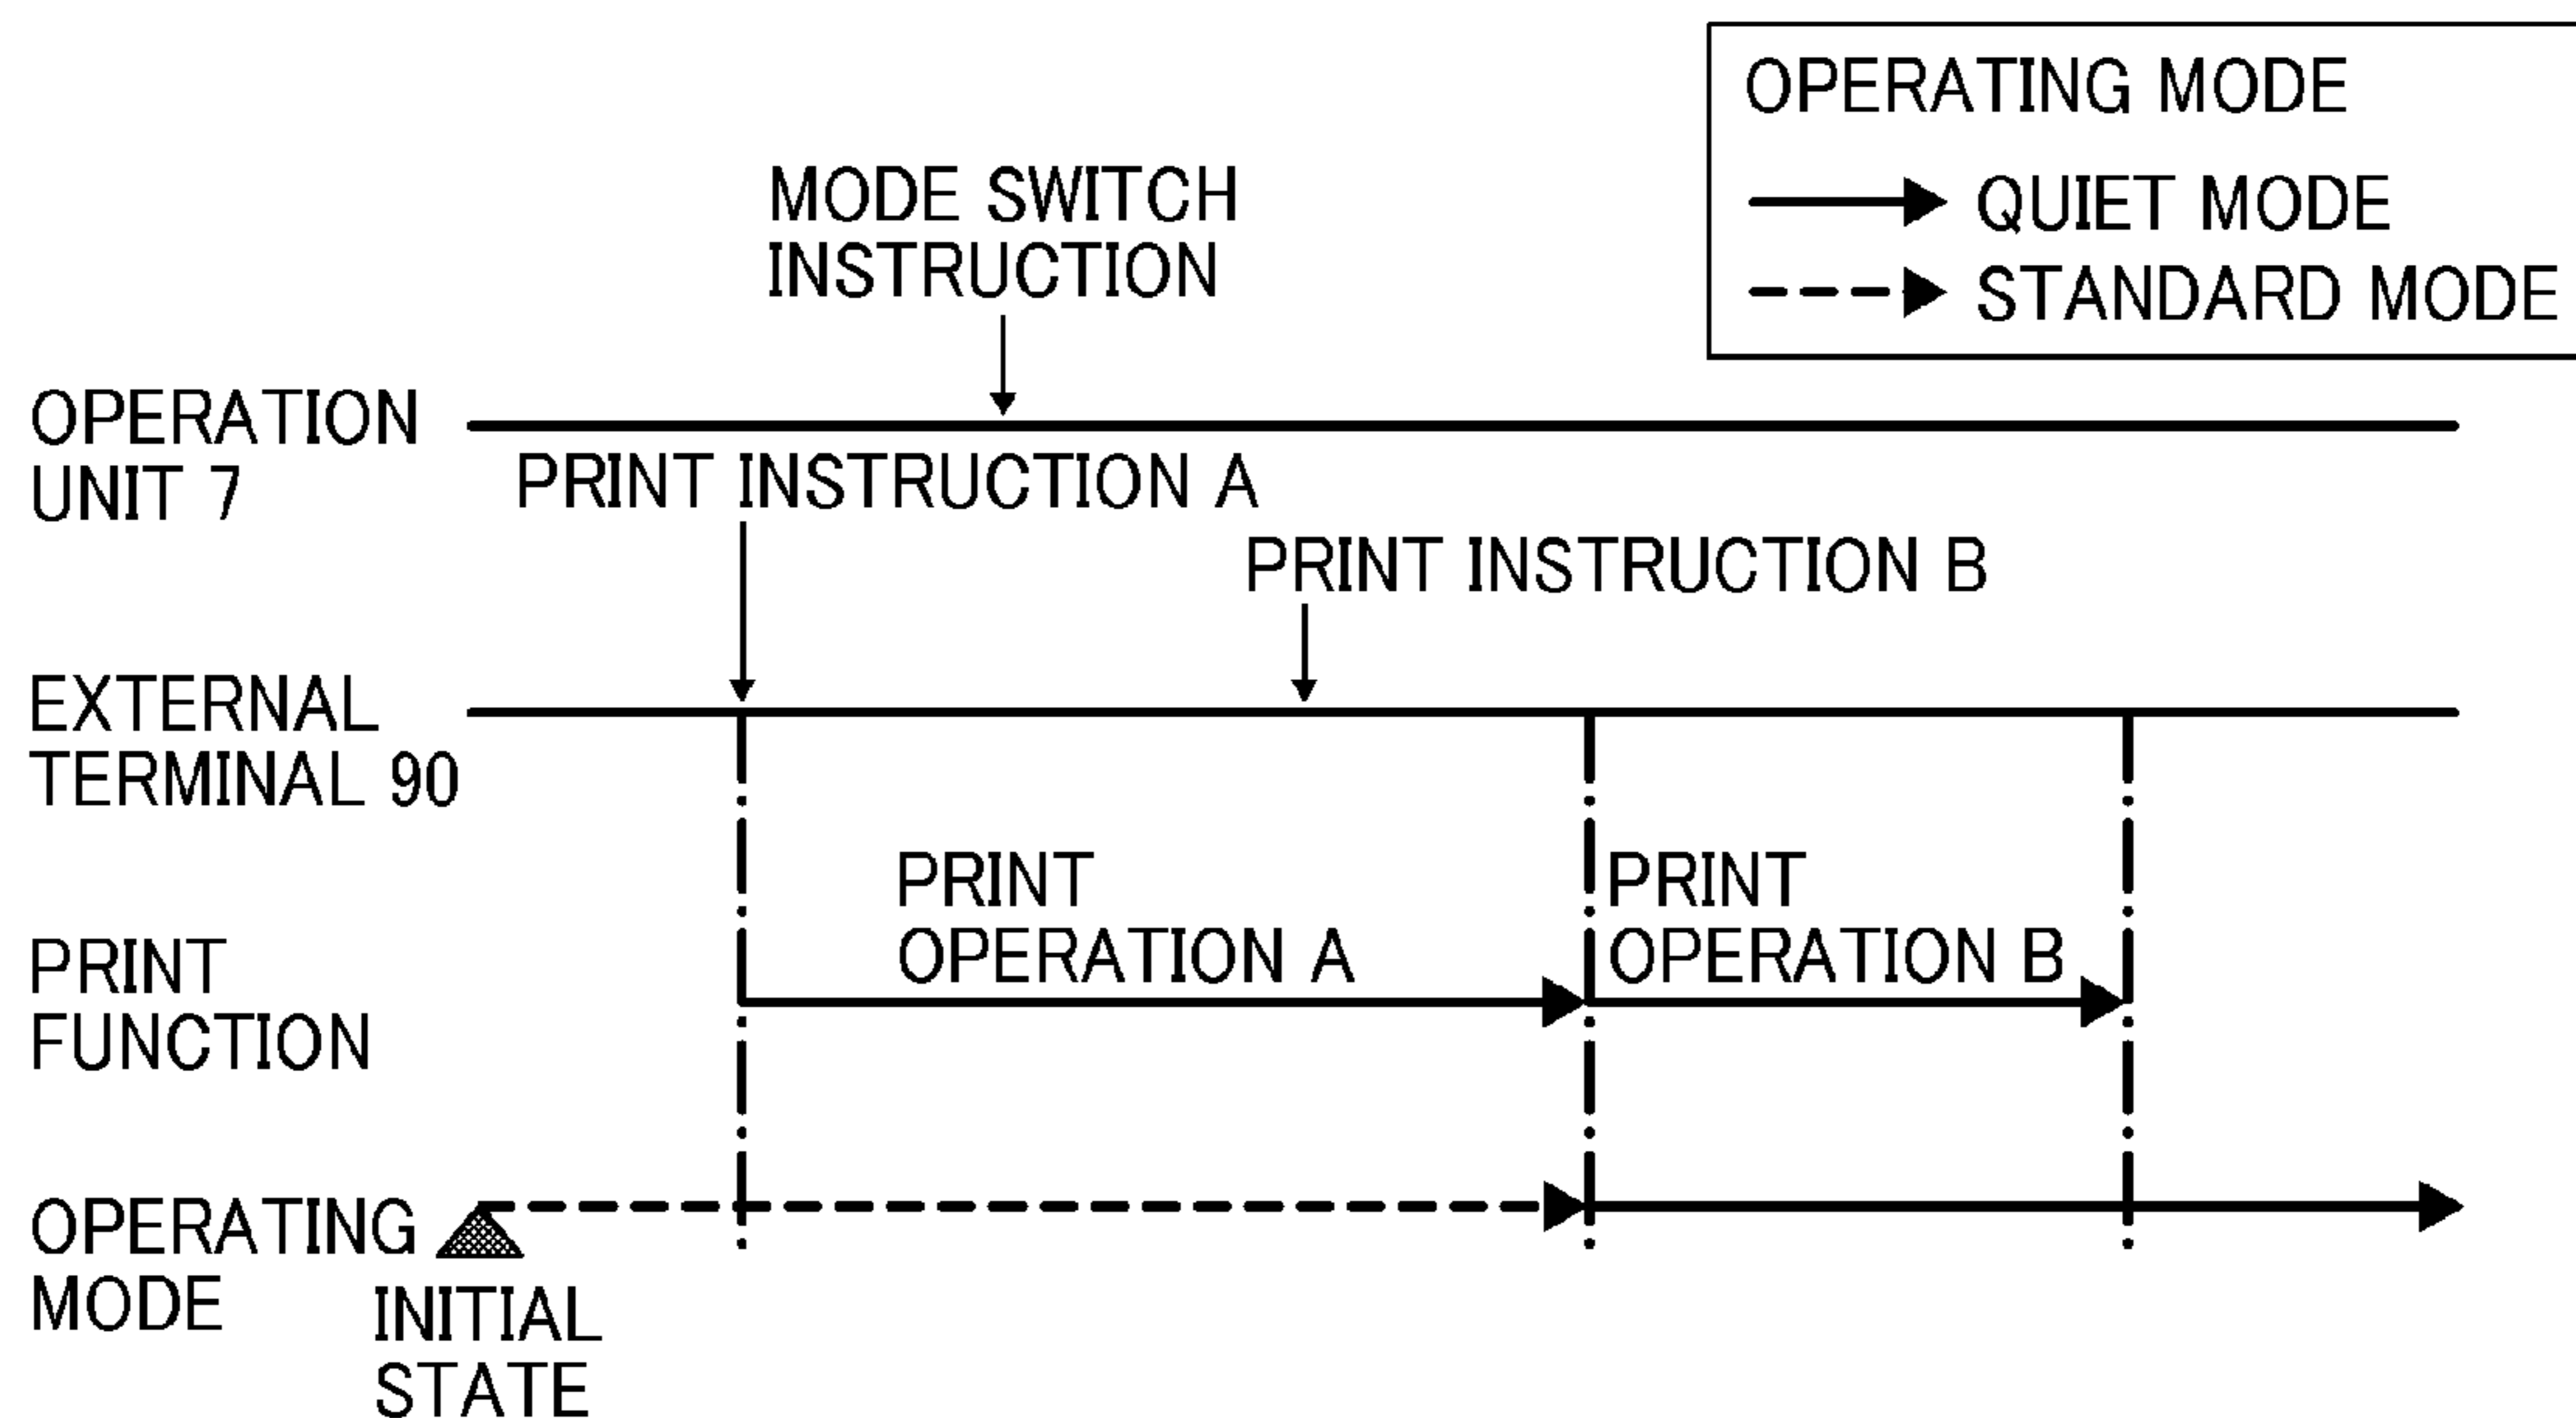 OPERATING MODE
QUIET MODE
STANDARD MODE
MODE SWITCH
INSTRUCTION
OPERATION
UNIT 7
PRINT INSTRUCTION A
PRINT INSTRUCTION B
EXTERNAL
TERMINAL 90
PRINT
OPERATION A
PRINT
OPERATION B
PRINT
FUNCTION
OPERATING
MODE
INITIAL
STATE